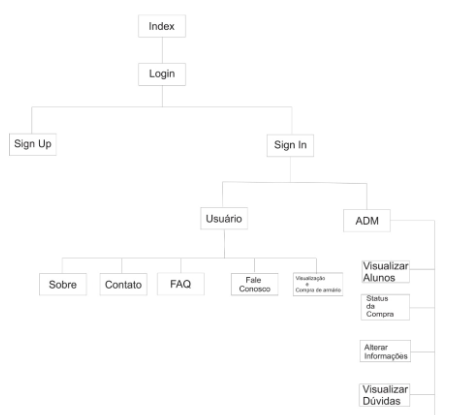 Index
Login
Sign Up
Sign In
Usuário
ADM
Sobre
Contato
FAQ
Fale
Conosco
Visualização
e
Compra de armário
Visualizar
Alunos
Status
da
Compra
Alterar
Informações
Visualizar
Dúvidas